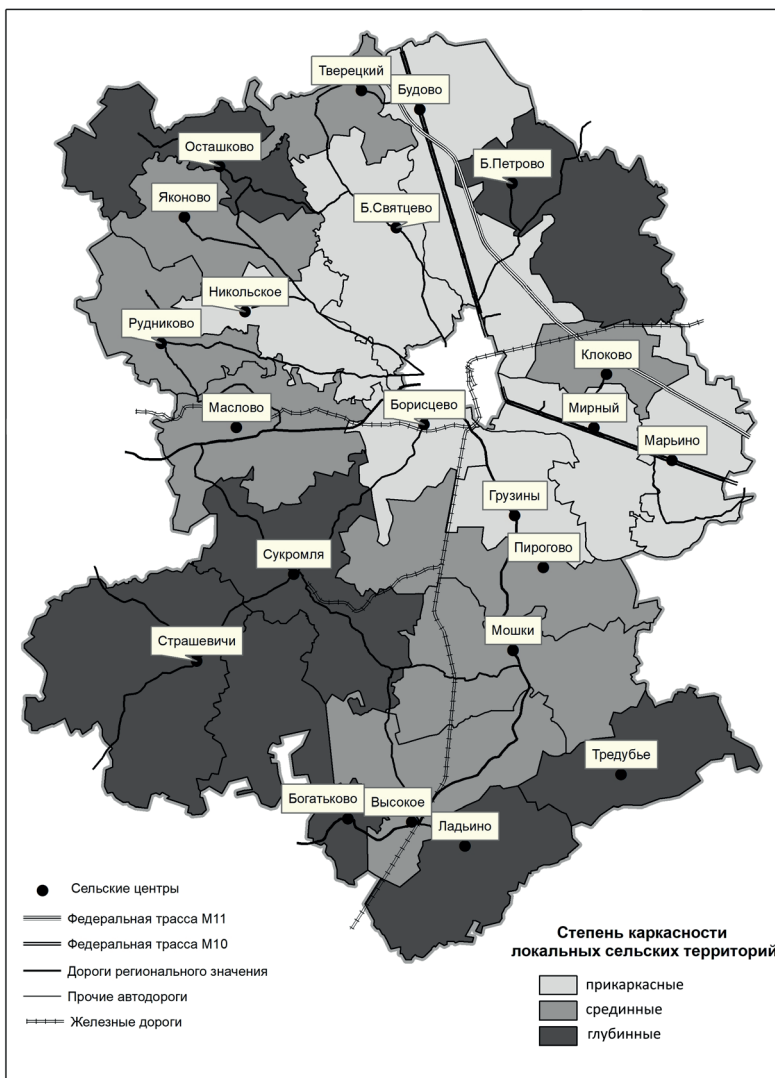 Тверецкий
Будово
Осташково
Б.Петрово
Яконово
Б.Святцево
Никольское
Рудниково
Клоково
Маслово
Борисцево
Мирный
Марьино
Грузины
Сукромля
Пирогово
Страшевичи
Мошки
Тредубье
Богатьково
Высокое
Ладьино
Сельские центры
Федеральная трасса М11
Федеральная трасса М10
Дороги регионального значения
Прочие автодороги
Железные дороги
Степень каркасности
локальных сельских территорий
прикаркасные
срединные
глубинные